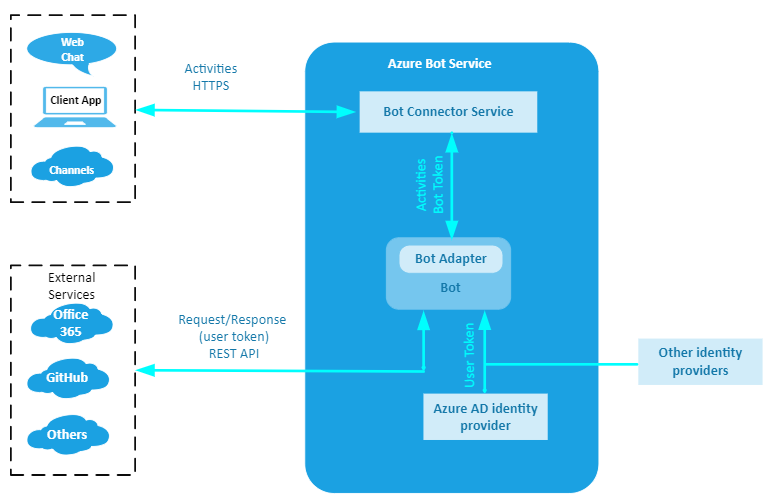 Web
Chat
Client App
Channels
Activities
HTTPS
Azure Bot Service
Bot Connector Service
Activities
Bot Token
Bot Adapter
Bot
External
Services
Office
365
GitHub
Others
Request/Response
(user token)
REST API
User Token
Azure AD identity
provider
Other identity
providers